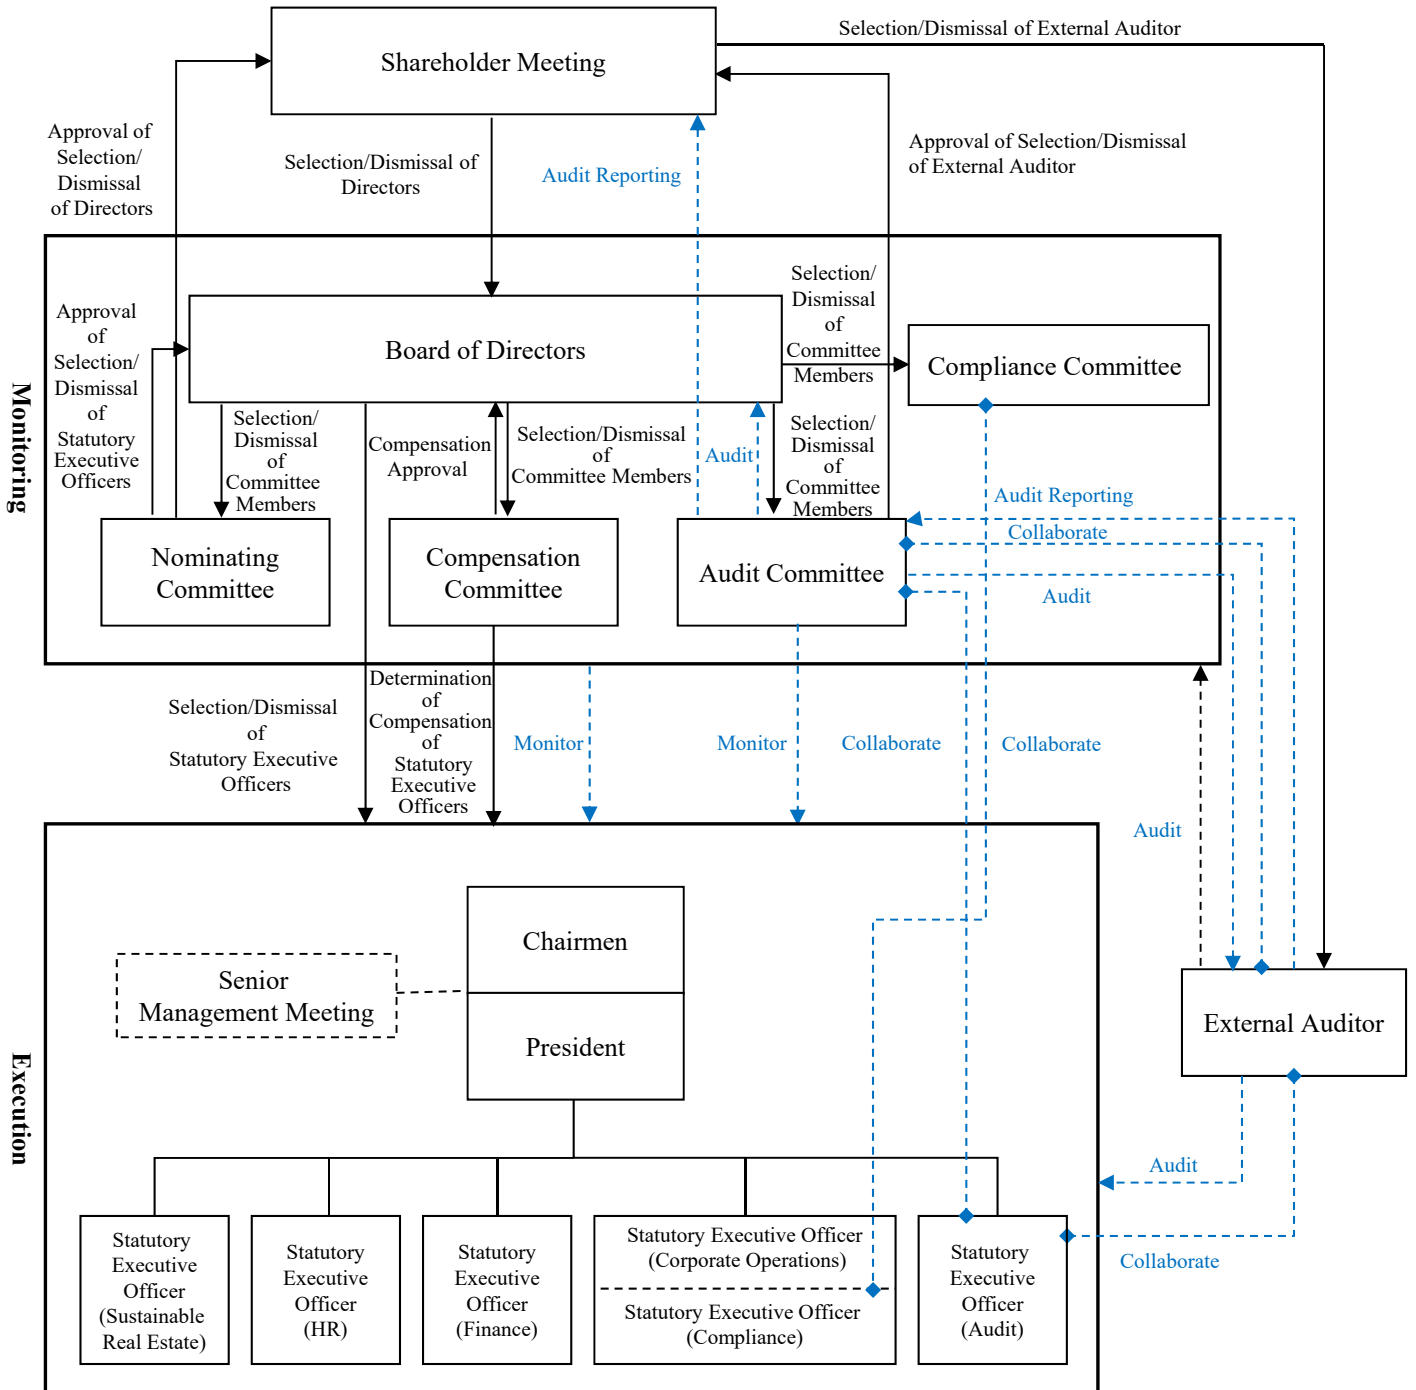 Selection/Dismissal of External Auditor
Shareholder Meeting
Approval of
Selection/
Dismissal
of Directors
Selection/Dismissal of
Directors
Audit Reporting
Approval of Selection/Dismissal
of External Auditor
Monitoring
Approval
of
Selection/
Dismissal
of
Statutory
Executive
Officers
Board of Directors
Selection/
Dismissal
of
Committee
Members
Compliance Committee
Selection/
Dismissal
of
Committee
Members
Compensation
Approval
Selection/Dismissal
of
Committee Members
Audit
Selection/
Dismissal
of
Committee
Members
Audit Reporting
Collaborate
Audit
Nominating
Committee
Compensation
Committee
Audit Committee
Selection/Dismissal
of
Statutory Executive
Officers
Determination
of
Compensation
of
Statutory
Executive
Officers
Monitor
Monitor
Collaborate
Collaborate
Audit
Execution
Chairmen
Senior
Management Meeting
President
External Auditor
Audit
Collaborate
Statutory
Executive
Officer
(Sustainable
Real Estate)
Statutory
Executive
Officer
(HR)
Statutory
Executive
Officer
(Finance)
Statutory Executive Officer
(Corporate Operations)
Statutory Executive Officer
(Compliance)
Statutory
Executive
Officer
(Audit)